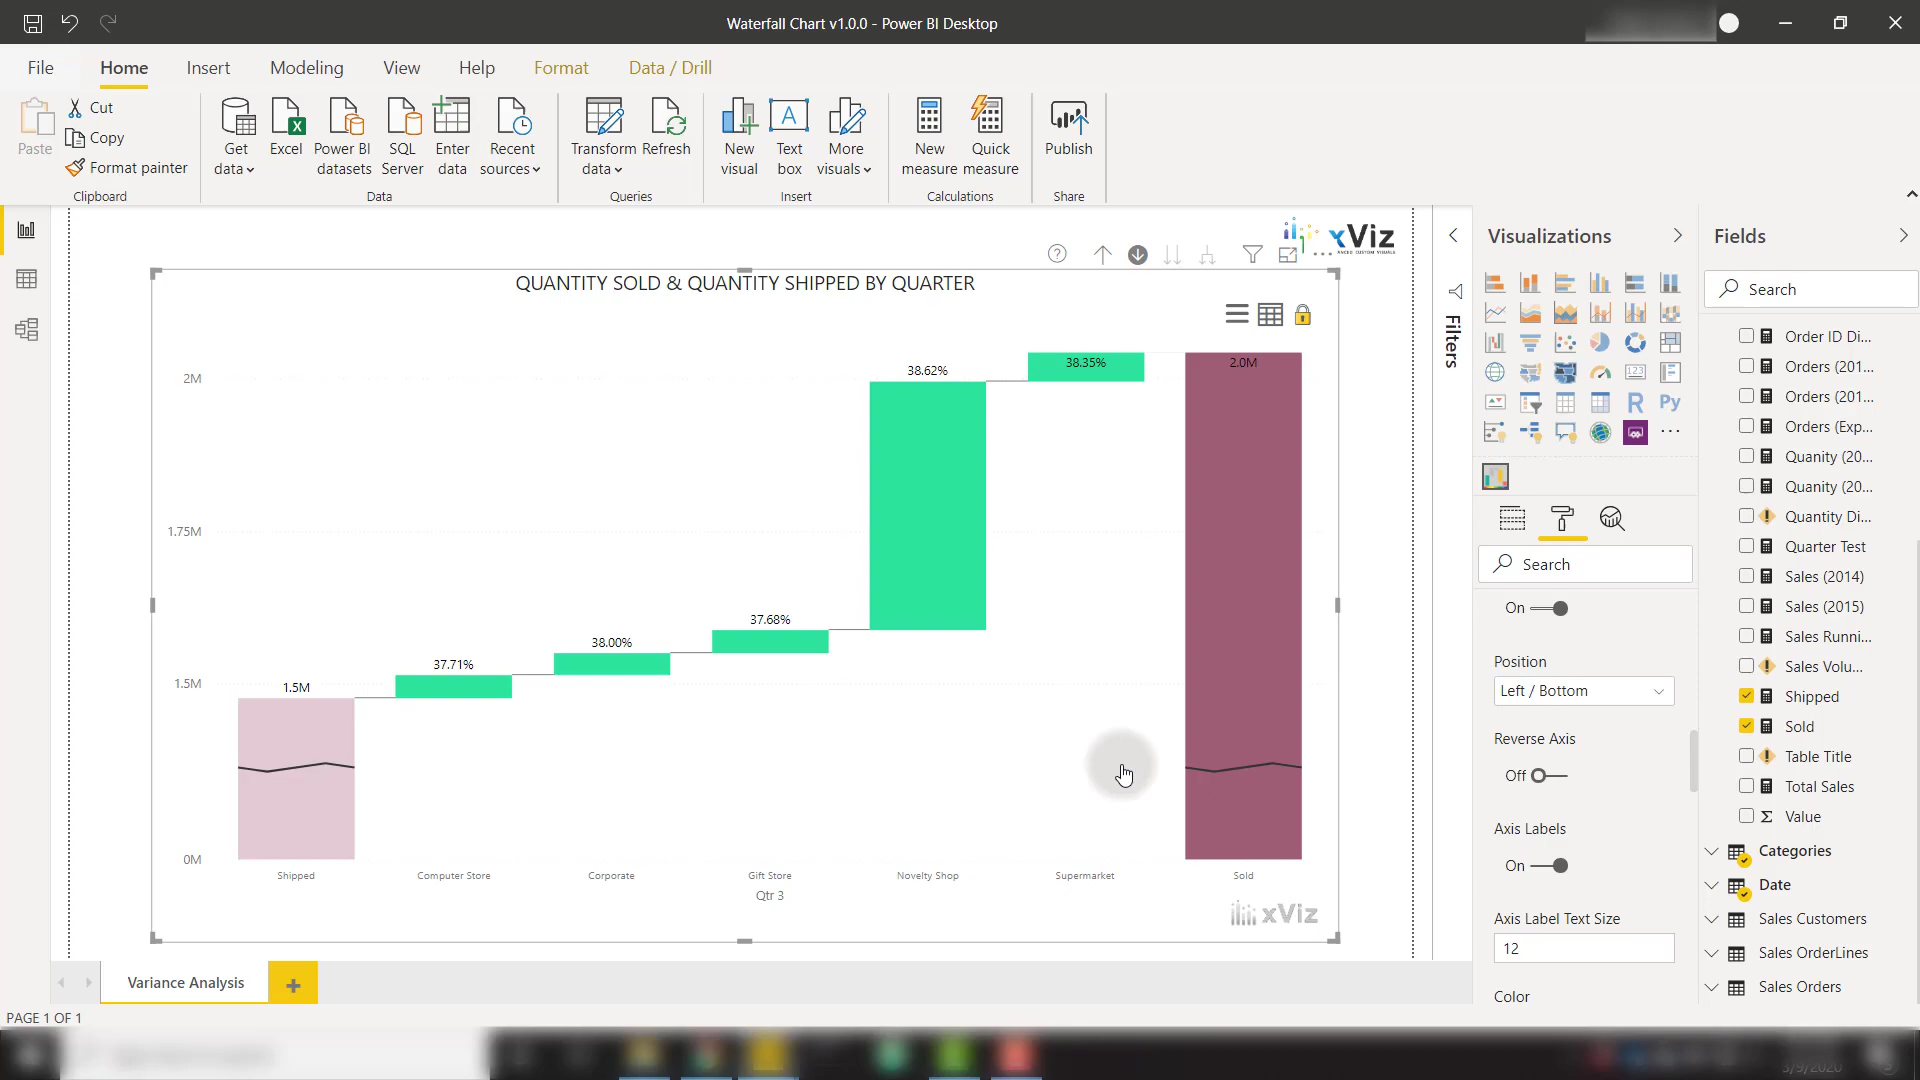 Waterfall Chart v1.0.0 - Power BI Desktop
File Home Insert Modeling View Help Format Data / Drill
Paste
Cut
Copy
Format painter
Clipboard
Get data
Excel
Power BI datasets
SQL Server
Enter data
Recent sources
Data
Transform data
Refresh
Queries
New visual
Text box
More visuals
Insert
New measure
Quick measure
Calculations
Publish
Share
xViz
QUANTITY SOLD & QUANTITY SHIPPED BY QUARTER
2M
1.75M
1.5M
0M
1.5M
37.71%
38.00%
37.68%
38.62%
38.35%
2.0M
Shipped Computer Store Corporate Gift Store Novelty Shop Supermarket Sold
Qtr 3
xViz
Variance Analysis
PAGE 1 OF 1
Filters
Visualizations
R Py
123
Search
On
Position
Left / Bottom
Reverse Axis
Off
Axis Labels
On
Axis Label Text Size
12
Color
Fields
Search
Order ID Di...
Orders (201...
Orders (201...
Orders (Exp...
Quanity (20...
Quanity (20...
Quantity Di...
Quarter Test
Sales (2014)
Sales (2015)
Sales Runni...
Sales Volu...
Shipped
Sold
Table Title
Total Sales
Σ Value
Categories
Date
Sales Customers
Sales OrderLines
Sales Orders